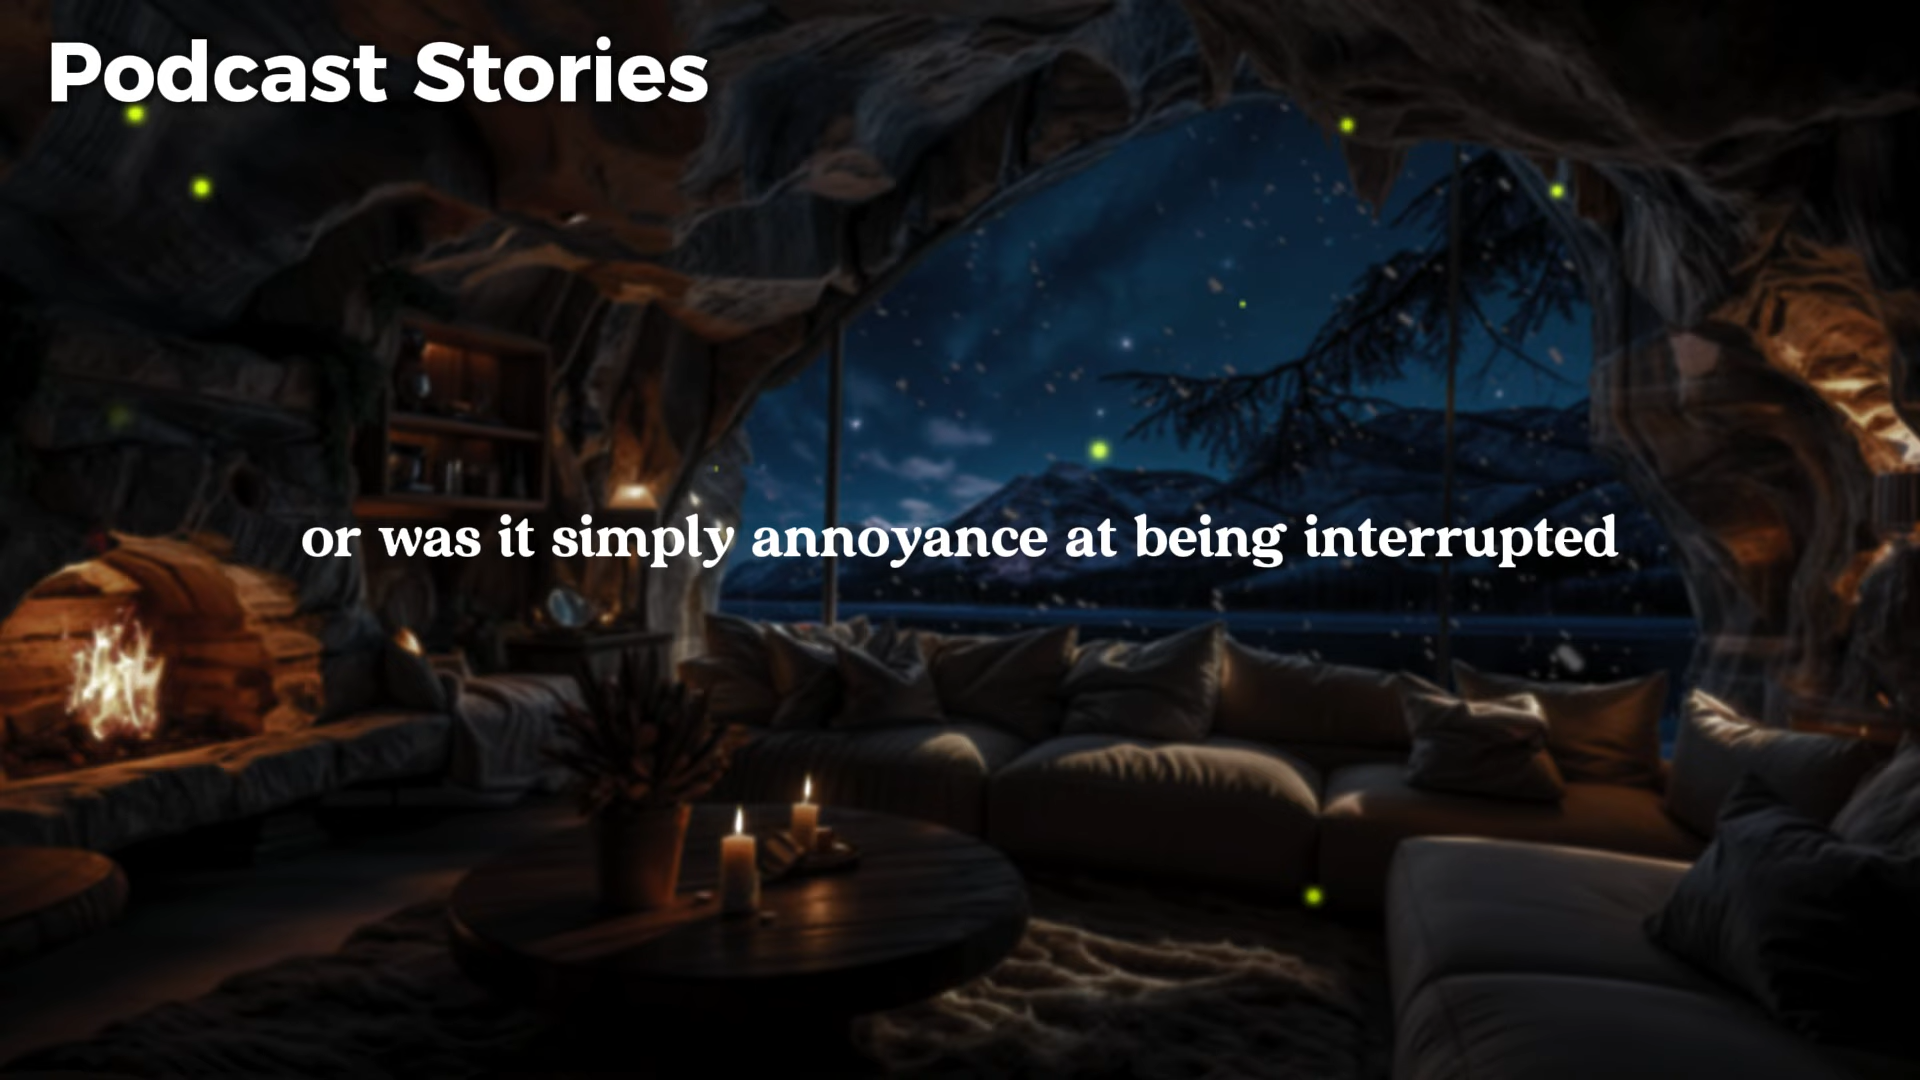 Podcast Stories
or was it simply annoyance at being interrupted